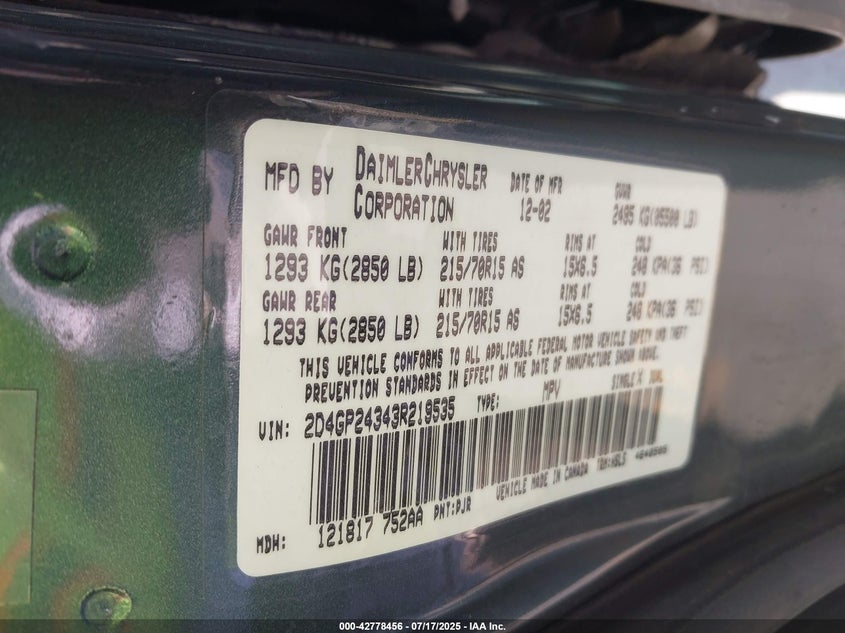 MFD BY DAIMLERCHRYSLER CORPORATION
DATE OF MFR 12-02
GVWR 2495 KG(05500 LB)
GAWR FRONT WITH TIRES RIMS AT COLD
1293 KG(2850 LB) 215/70R15 AS 15X6.5 248 KPA(36 PSI)
GAWR REAR WITH TIRES RIMS AT COLD
1293 KG(2850 LB) 215/70R15 AS 15X6.5 248 KPA(36 PSI)
THIS VEHICLE CONFORMS TO ALL APPLICABLE FEDERAL MOTOR VEHICLE SAFETY AND THEFT
PREVENTION STANDARDS IN EFFECT ON THE DATE OF MANUFACTURE SHOWN ABOVE.
VIN: 2D4GP24343R219535 TYPE: MPV SINGLE X DUAL
MDH: 121817 752AA PNT:PJR VEHICLE MADE IN CANADA
000-42778456 - 07/17/2025 - IAA Inc.